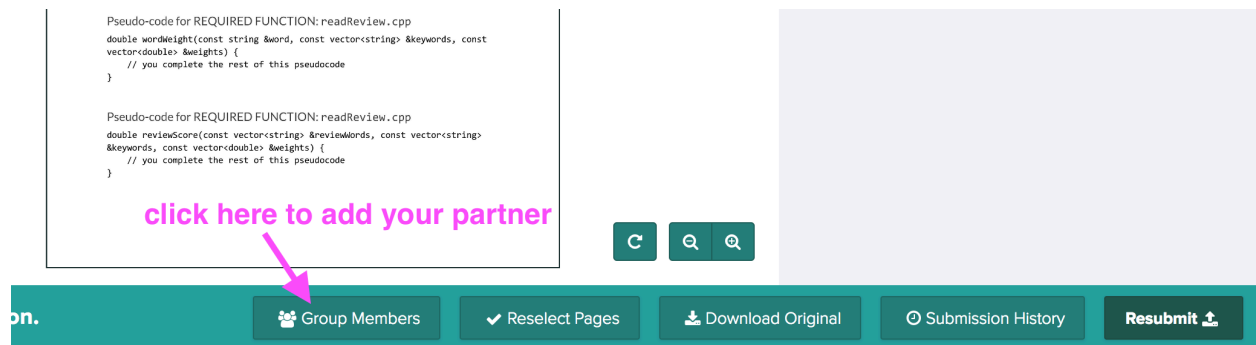 Pseudo-code for REQUIRED FUNCTION: readReview.cpp
double wordWeight(const string &word, const vector<string> &keywords, const
vector<double> &weights) {
    // you complete the rest of this pseudocode
}
Pseudo-code for REQUIRED FUNCTION: readReview.cpp
double reviewScore(const vector<string> &reviewWords, const vector<string>
&keywords, const vector<double> &weights) {
    // you complete the rest of this pseudocode
}
click here to add your partner
on.
Group Members
Reselect Pages
Download Original
Submission History
Resubmit